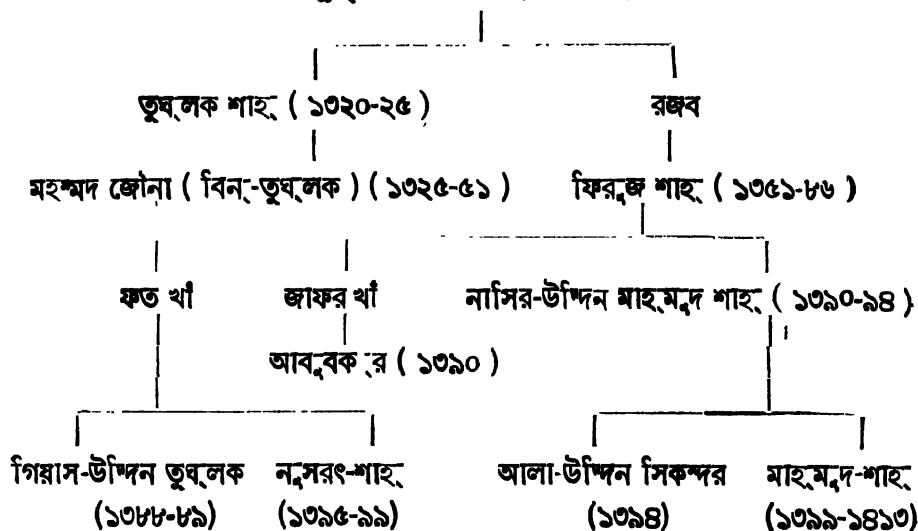 তুঘ্‌লক শাহ্‌ ( ১৩২০-২৫ ) রজব
মহম্মদ জৌনা ( বিন্‌-তুঘ্‌লক ) ( ১৩২৫-৫১ ) ফিরুজ শাহ্‌ ( ১৩৫১-৮৬ )
ফত খাঁ জাফর খাঁ নাসির-উদ্দিন মাহ্‌মুদ শাহ্‌ ( ১৩৯০-৯৪ )
আবুবক্‌র ( ১৩৯০ )
গিয়াস-উদ্দিন তুঘ্‌লক নুসরৎ-শাহ্‌ আলা-উদ্দিন সিকন্দর মাহ্‌মুদ-শাহ্‌
(১৩৮৮-৮৯) (১৩৯৫-৯৯) (১৩৯৪) (১৩৯৯-১৪১৩)